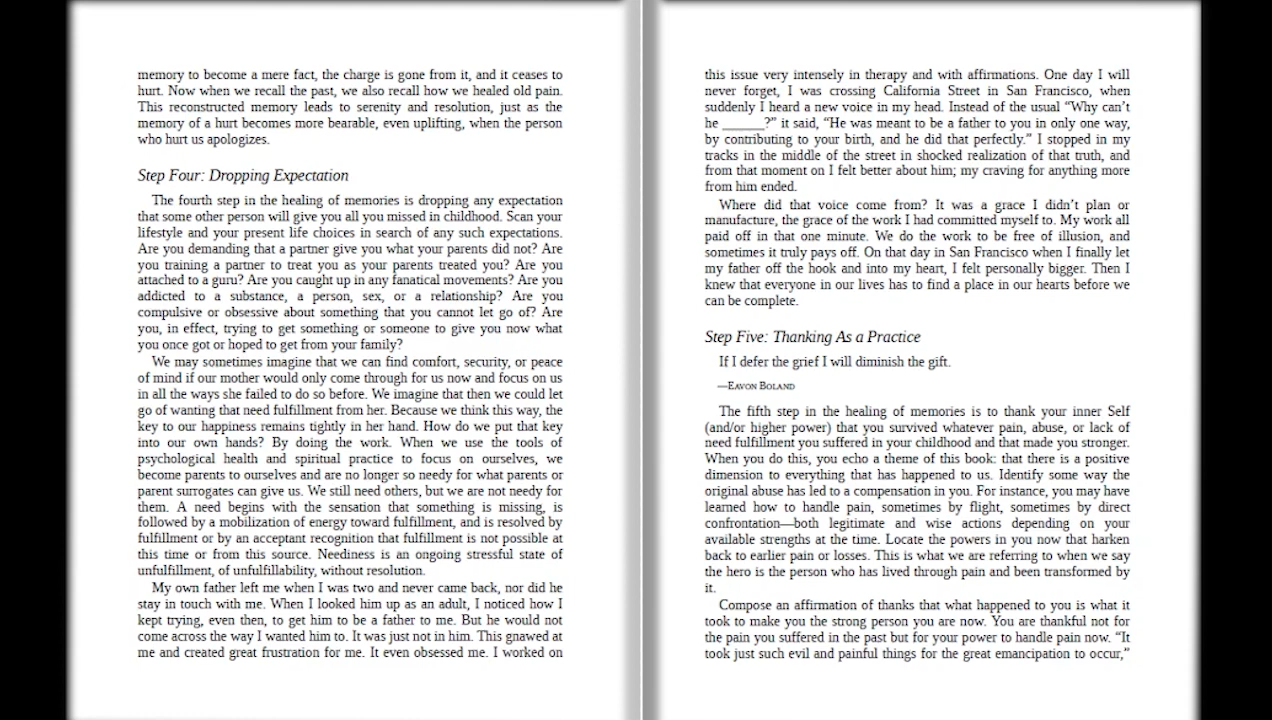 memory to become a mere fact, the charge is gone from it, and it ceases to
hurt. Now when we recall the past, we also recall how we healed old pain.
This reconstructed memory leads to serenity and resolution, just as the
memory of a hurt becomes more bearable, even uplifting, when the person
who hurt us apologizes.
Step Four: Dropping Expectation
The fourth step in the healing of memories is dropping any expectation
that some other person will give you all you missed in childhood. Scan your
lifestyle and your present life choices in search of any such expectations.
Are you demanding that a partner give you what your parents did not? Are
you training a partner to treat you as your parents treated you? Are you
attached to a guru? Are you caught up in any fanatical movements? Are you
addicted to a substance, a person, sex, or a relationship? Are you
compulsive or obsessive about something that you cannot let go of? Are
you, in effect, trying to get something or someone to give you now what
you once got or hoped to get from your family?
We may sometimes imagine that we can find comfort, security, or peace
of mind if our mother would only come through for us now and focus on us
in all the ways she failed to do so before. We imagine that then we could let
go of wanting that need fulfillment from her. Because we think this way, the
key to our happiness remains tightly in her hand. How do we put that key
into our own hands? By doing the work. When we use the tools of
psychological health and spiritual practice to focus on ourselves, we
become parents to ourselves and are no longer so needy for what parents or
parent surrogates can give us. We still need others, but we are not needy for
them. A need begins with the sensation that something is missing, is
followed by a mobilization of energy toward fulfillment, and is resolved by
fulfillment or by an acceptant recognition that fulfillment is not possible at
this time or from this source. Neediness is an ongoing stressful state of
unfulfillment, of unfulfillability, without resolution.
My own father left me when I was two and never came back, nor did he
stay in touch with me. When I looked him up as an adult, I noticed how I
kept trying, even then, to get him to be a father to me. But he would not
come across the way I wanted him to. It was just not in him. This gnawed at
me and created great frustration for me. It even obsessed me. I worked on
this issue very intensely in therapy and with affirmations. One day I will
never forget, I was crossing California Street in San Francisco, when
suddenly I heard a new voice in my head. Instead of the usual “Why can’t
he ______?” it said, “He was meant to be a father to you in only one way,
by contributing to your birth, and he did that perfectly.” I stopped in my
tracks in the middle of the street in shocked realization of that truth, and
from that moment on I felt better about him; my craving for anything more
from him ended.
Where did that voice come from? It was a grace I didn’t plan or
manufacture, the grace of the work I had committed myself to. My work all
paid off in that one minute. We do the work to be free of illusion, and
sometimes it truly pays off. On that day in San Francisco when I finally let
my father off the hook and into my heart, I felt personally bigger. Then I
knew that everyone in our lives has to find a place in our hearts before we
can be complete.
Step Five: Thanking As a Practice
If I defer the grief I will diminish the gift.
—EAVON BOLAND
The fifth step in the healing of memories is to thank your inner Self
(and/or higher power) that you survived whatever pain, abuse, or lack of
need fulfillment you suffered in your childhood and that made you stronger.
When you do this, you echo a theme of this book: that there is a positive
dimension to everything that has happened to us. Identify some way the
original abuse has led to a compensation in you. For instance, you may have
learned how to handle pain, sometimes by flight, sometimes by direct
confrontation—both legitimate and wise actions depending on your
available strengths at the time. Locate the powers in you now that harken
back to earlier pain or losses. This is what we are referring to when we say
the hero is the person who has lived through pain and been transformed by
it.
Compose an affirmation of thanks that what happened to you is what it
took to make you the strong person you are now. You are thankful not for
the pain you suffered in the past but for your power to handle pain now. “It
took just such evil and painful things for the great emancipation to occur,”